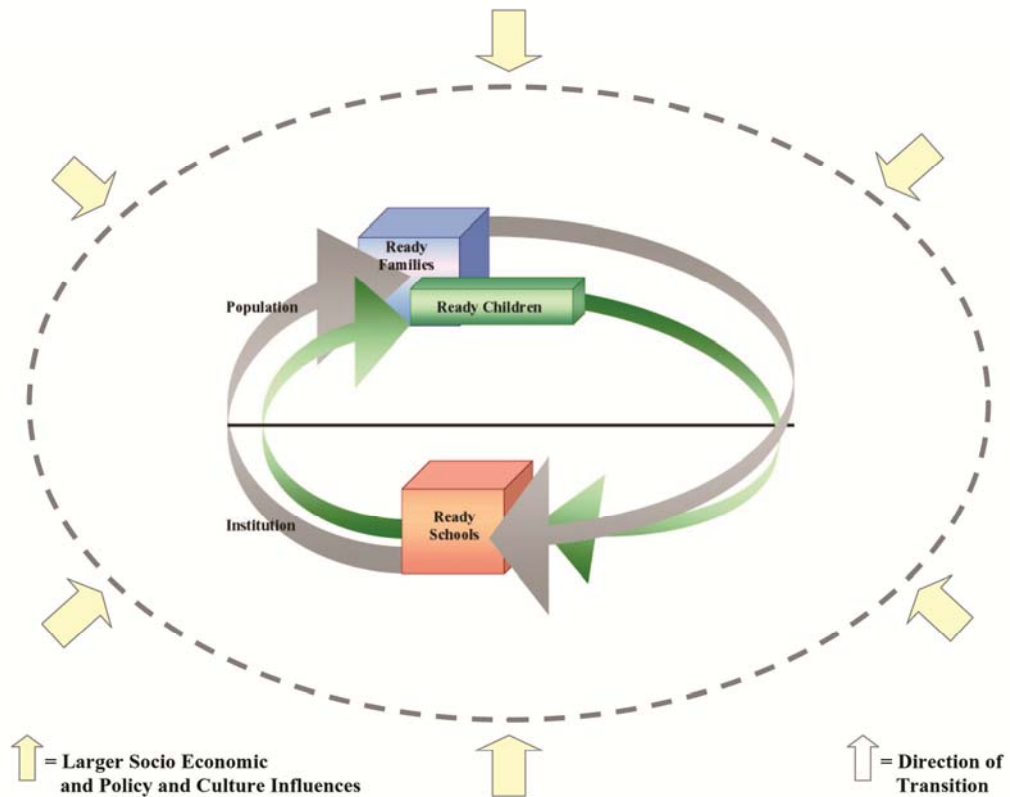 Ready
Families
Population
Ready Children
Institution
Ready
Schools
= Larger Socio Economic
and Policy and Culture Influences
= Direction of
Transition